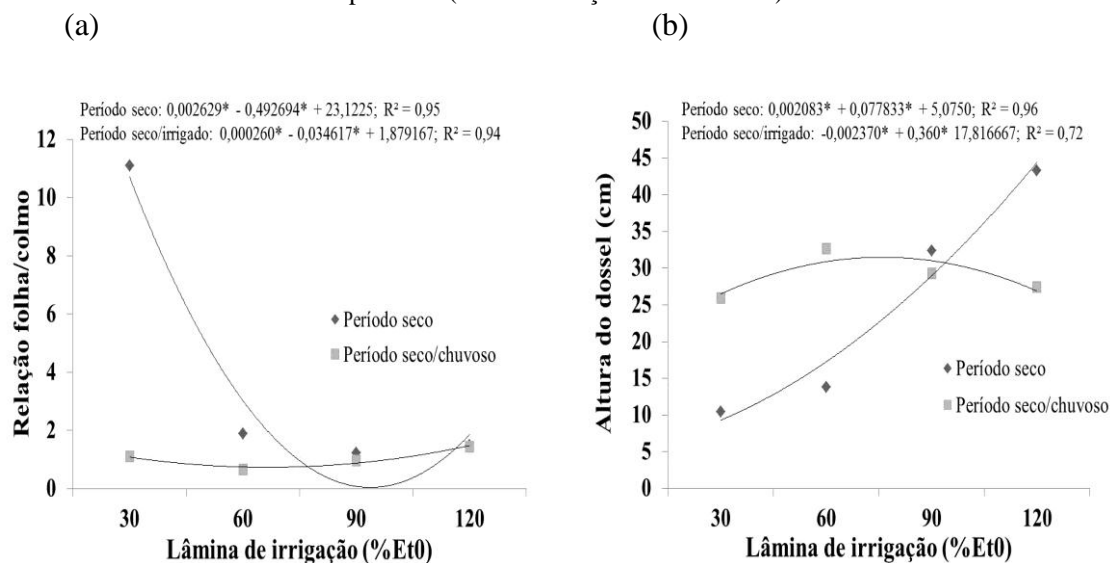 (a) (b)
Período seco: 0,002629* - 0,492694* + 23,1225; R² = 0,95
Período seco/irrigado: 0,000260* - 0,034617* + 1,879167; R² = 0,94
12
10
8
6
4
2
0
Relação folha/colmo
Período seco
Período seco/chuvoso
30 60 90 120
Lâmina de irrigação (%Et0)
Período seco: 0,002083* + 0,077833* + 5,0750; R² = 0,96
Período seco/irrigado: -0,002370* + 0,360* 17,816667; R² = 0,72
50
45
40
35
30
25
20
15
10
5
0
Altura do dossel (cm)
Período seco
Período seco/chuvoso
30 60 90 120
Lâmina de irrigação (%Et0)